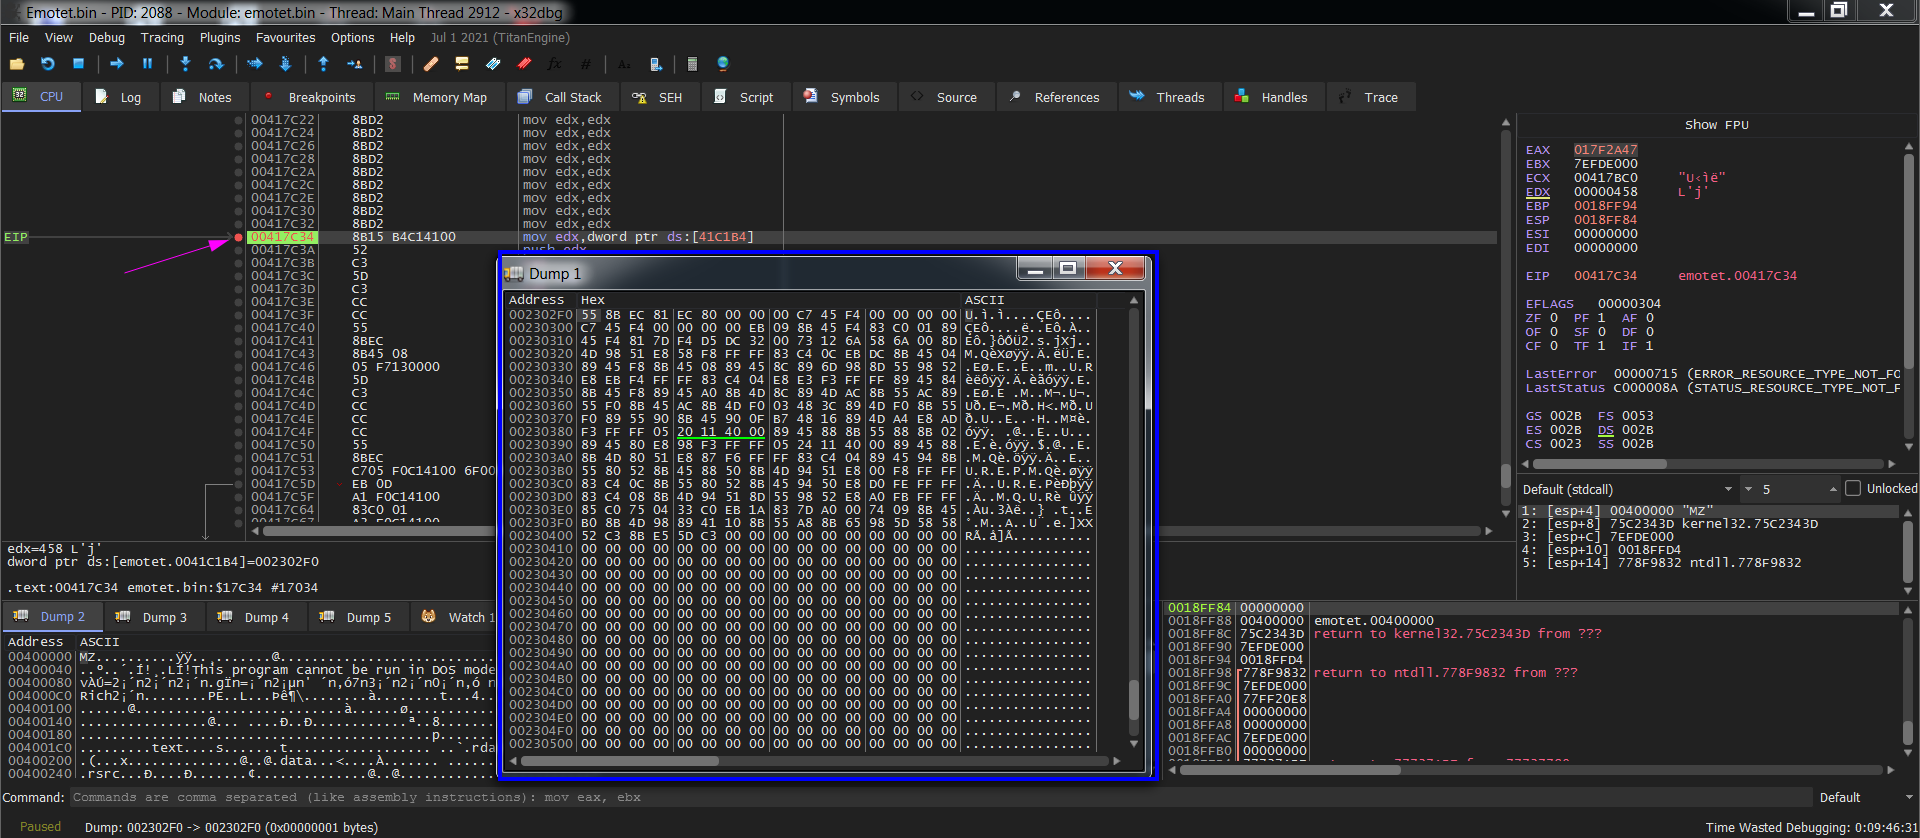 Emotet.bin - PID: 2088 - Module: emotet.bin - Thread: Main Thread 2912 - x32dbg
File View Debug Tracing Plugins Favourites Options Help Jul 1 2021 (TitanEngine)
CPU Log Notes Breakpoints Memory Map Call Stack SEH Script Symbols Source References Threads Handles Trace
00417C22 8BD2 mov edx,edx
00417C24 8BD2 mov edx,edx
00417C26 8BD2 mov edx,edx
00417C28 8BD2 mov edx,edx
00417C2A 8BD2 mov edx,edx
00417C2C 8BD2 mov edx,edx
00417C2E 8BD2 mov edx,edx
00417C30 8BD2 mov edx,edx
00417C32 8BD2 mov edx,edx
EIP 00417C34 8B15 B4C14100 mov edx,dword ptr ds:[41C1B4]
00417C3A 52 push edx
00417C3B C3
00417C3C 5D
00417C3D C3
00417C3E CC
00417C3F CC
00417C40 55
00417C41 8BEC
00417C43 8B45 08
00417C46 05 F7130000
00417C4B 5D
00417C4C C3
00417C4D CC
00417C4E CC
00417C4F CC
00417C50 55
00417C51 8BEC
00417C53 C705 F0C14100 6F00
00417C5D EB 0D
00417C5F A1 F0C14100
00417C64 83C0 01
Show FPU
EAX 017F2A47
EBX 7EFDE000
ECX 00417BC0 "U‹ìë"
EDX 00000458 L'j'
EBP 0018FF94
ESP 0018FF84
ESI 00000000
EDI 00000000
EIP 00417C34 emotet.00417C34
EFLAGS 00000304
ZF 0 PF 1 AF 0
OF 0 SF 0 DF 0
CF 0 TF 1 IF 1
LastError 00000715 (ERROR_RESOURCE_TYPE_NOT_FO
LastStatus C000008A (STATUS_RESOURCE_TYPE_NOT_F
GS 002B FS 0053
ES 002B DS 002B
CS 0023 SS 002B
Default (stdcall) 5 Unlocked
1: [esp+4] 00400000 "MZ"
2: [esp+8] 75C2343D kernel32.75C2343D
3: [esp+C] 7EFDE000
4: [esp+10] 0018FFD4
5: [esp+14] 778F9832 ntdll.778F9832
Dump 1
Address Hex ASCII
002302F0 55 8B EC 81 EC 80 00 00 00 C7 45 F4 00 00 00 00
00230300 C7 45 F4 00 00 00 00 EB 09 8B 45 F4 83 C0 01 89
00230310 45 F4 81 7D F4 D5 DC 32 00 73 12 6A 58 6A 00 8D
00230320 4D 98 51 E8 58 F8 FF FF 83 C4 0C EB DC 8B 45 04
00230330 89 45 F8 8B 45 08 89 45 8C 89 6D 98 8D 55 98 52
00230340 E8 EB F4 FF FF 83 C4 04 E8 E3 F3 FF FF 89 45 84
00230350 8B 45 F8 89 45 A0 8B 4D 8C 89 4D AC 8B 55 AC 89
00230360 55 F0 8B 45 AC 8B 4D F0 03 48 3C 89 4D F0 8B 55
00230370 F0 89 55 90 8B 45 90 0F B7 48 16 89 4D A4 E8 AD
00230380 F3 FF FF 05 20 11 40 00 89 45 88 8B 55 88 8B 02
00230390 89 45 80 E8 98 F3 FF FF 05 24 11 40 00 89 45 88
002303A0 8B 4D 80 51 E8 87 F6 FF FF 83 C4 04 89 45 94 8B
002303B0 55 80 52 8B 45 88 50 8B 4D 94 51 E8 00 F8 FF FF
002303C0 83 C4 0C 8B 55 80 52 8B 45 94 50 E8 D0 FE FF FF
002303D0 83 C4 08 8B 4D 94 51 8D 55 98 52 E8 A0 FB FF FF
002303E0 85 C0 75 04 33 C0 EB 1A 83 7D A0 00 74 09 8B 45
002303F0 B0 8B 4D 98 89 41 10 8B 55 A8 8B 65 98 5D 58 58
00230400 52 C3 8B E5 5D C3 00 00 00 00 00 00 00 00 00 00
00230410 00 00 00 00 00 00 00 00 00 00 00 00 00 00 00 00
00230420 00 00 00 00 00 00 00 00 00 00 00 00 00 00 00 00
00230430 00 00 00 00 00 00 00 00 00 00 00 00 00 00 00 00
00230440 00 00 00 00 00 00 00 00 00 00 00 00 00 00 00 00
00230450 00 00 00 00 00 00 00 00 00 00 00 00 00 00 00 00
00230460 00 00 00 00 00 00 00 00 00 00 00 00 00 00 00 00
00230470 00 00 00 00 00 00 00 00 00 00 00 00 00 00 00 00
00230480 00 00 00 00 00 00 00 00 00 00 00 00 00 00 00 00
00230490 00 00 00 00 00 00 00 00 00 00 00 00 00 00 00 00
002304A0 00 00 00 00 00 00 00 00 00 00 00 00 00 00 00 00
002304B0 00 00 00 00 00 00 00 00 00 00 00 00 00 00 00 00
002304C0 00 00 00 00 00 00 00 00 00 00 00 00 00 00 00 00
002304D0 00 00 00 00 00 00 00 00 00 00 00 00 00 00 00 00
002304E0 00 00 00 00 00 00 00 00 00 00 00 00 00 00 00 00
002304F0 00 00 00 00 00 00 00 00 00 00 00 00 00 00 00 00
00230500 00 00 00 00 00 00 00 00 00 00 00 00 00 00 00 00
edx=458 L'j'
dword ptr ds:[emotet.0041C1B4]=002302F0
.text:00417C34 emotet.bin:$17C34 #17034
Dump 2 Dump 3 Dump 4 Dump 5 Watch 1
Address ASCII
00400000 MZ..........ÿÿ..
00400040 Í!..LÍ!This program cannot be run in DOS mode
00400080
004000C0 Rich2
00400100
00400140
00400180
004001C0 text
00400200 .data
00400240 .rsrc
0018FF84 00000000
0018FF88 00400000 emotet.00400000
0018FF8C 75C2343D return to kernel32.75C2343D from ???
0018FF90 7EFDE000
0018FF94 0018FFD4
0018FF98 778F9832 return to ntdll.778F9832 from ???
0018FF9C 7EFDE000
0018FFA0 77FF20E8
0018FFA4 00000000
0018FFA8 00000000
0018FFAC 7EFDE000
0018FFB0 00000000
Command: Commands are comma separated (like assembly instructions): mov eax, ebx Default
Paused Dump: 002302F0 -> 002302F0 (0x00000001 bytes) Time Wasted Debugging: 0:09:46:31